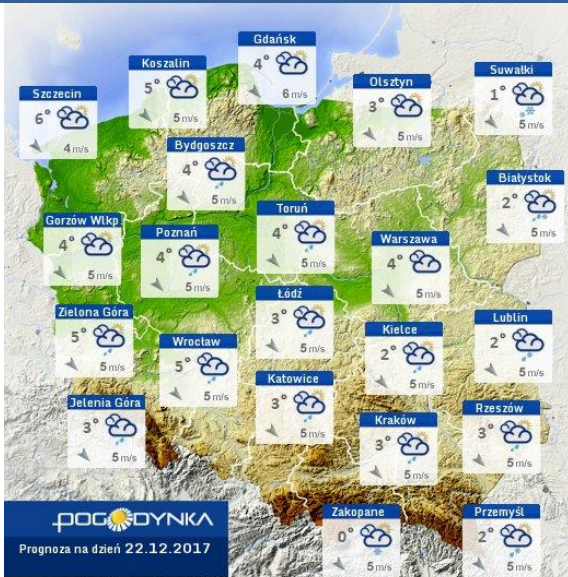 Gdańsk
4°
6 m/s
Koszalin
5°
5 m/s
Suwałki
1°
5 m/s
Olsztyn
3°
5 m/s
Szczecin
6°
4 m/s
Bydgoszcz
4°
5 m/s
Białystok
2°
5 m/s
Toruń
4°
5 m/s
Gorzów Wlkp
4°
5 m/s
Poznań
4°
5 m/s
Warszawa
4°
5 m/s
Łódź
3°
5 m/s
Zielona Góra
5°
5 m/s
Lublin
2°
5 m/s
Kielce
2°
5 m/s
Wrocław
5°
5 m/s
Katowice
3°
5 m/s
Jelenia Góra
3°
5 m/s
Rzeszów
3°
5 m/s
Kraków
3°
5 m/s
Zakopane
0°
5 m/s
Przemyśl
2°
5 m/s
POGODYNKA
Prognoza na dzień 22.12.2017